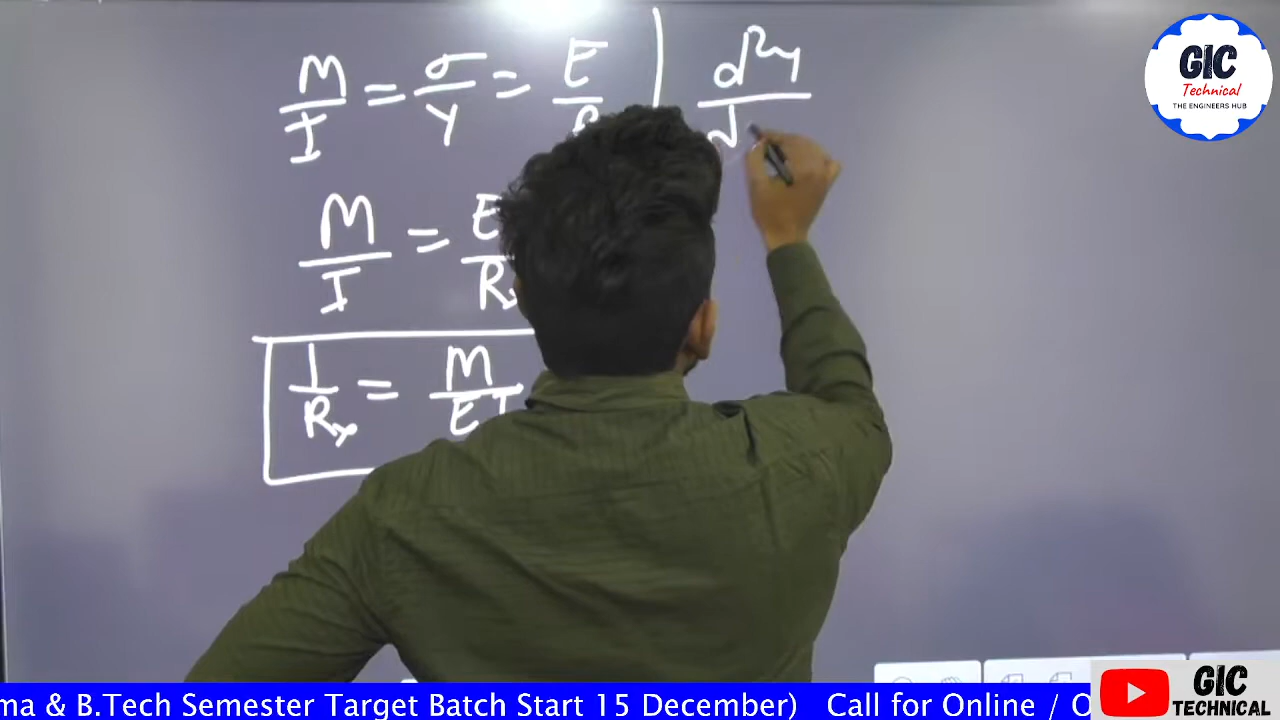 M/I = σ/y = E/
M/I = E/R
1/Rx = M/EI
d²y/d
GIC
Technical
THE ENGINEERS HUB
ma & B.Tech Semester Target Batch Start 15 December) Call for Online / O
GIC
TECHNICAL